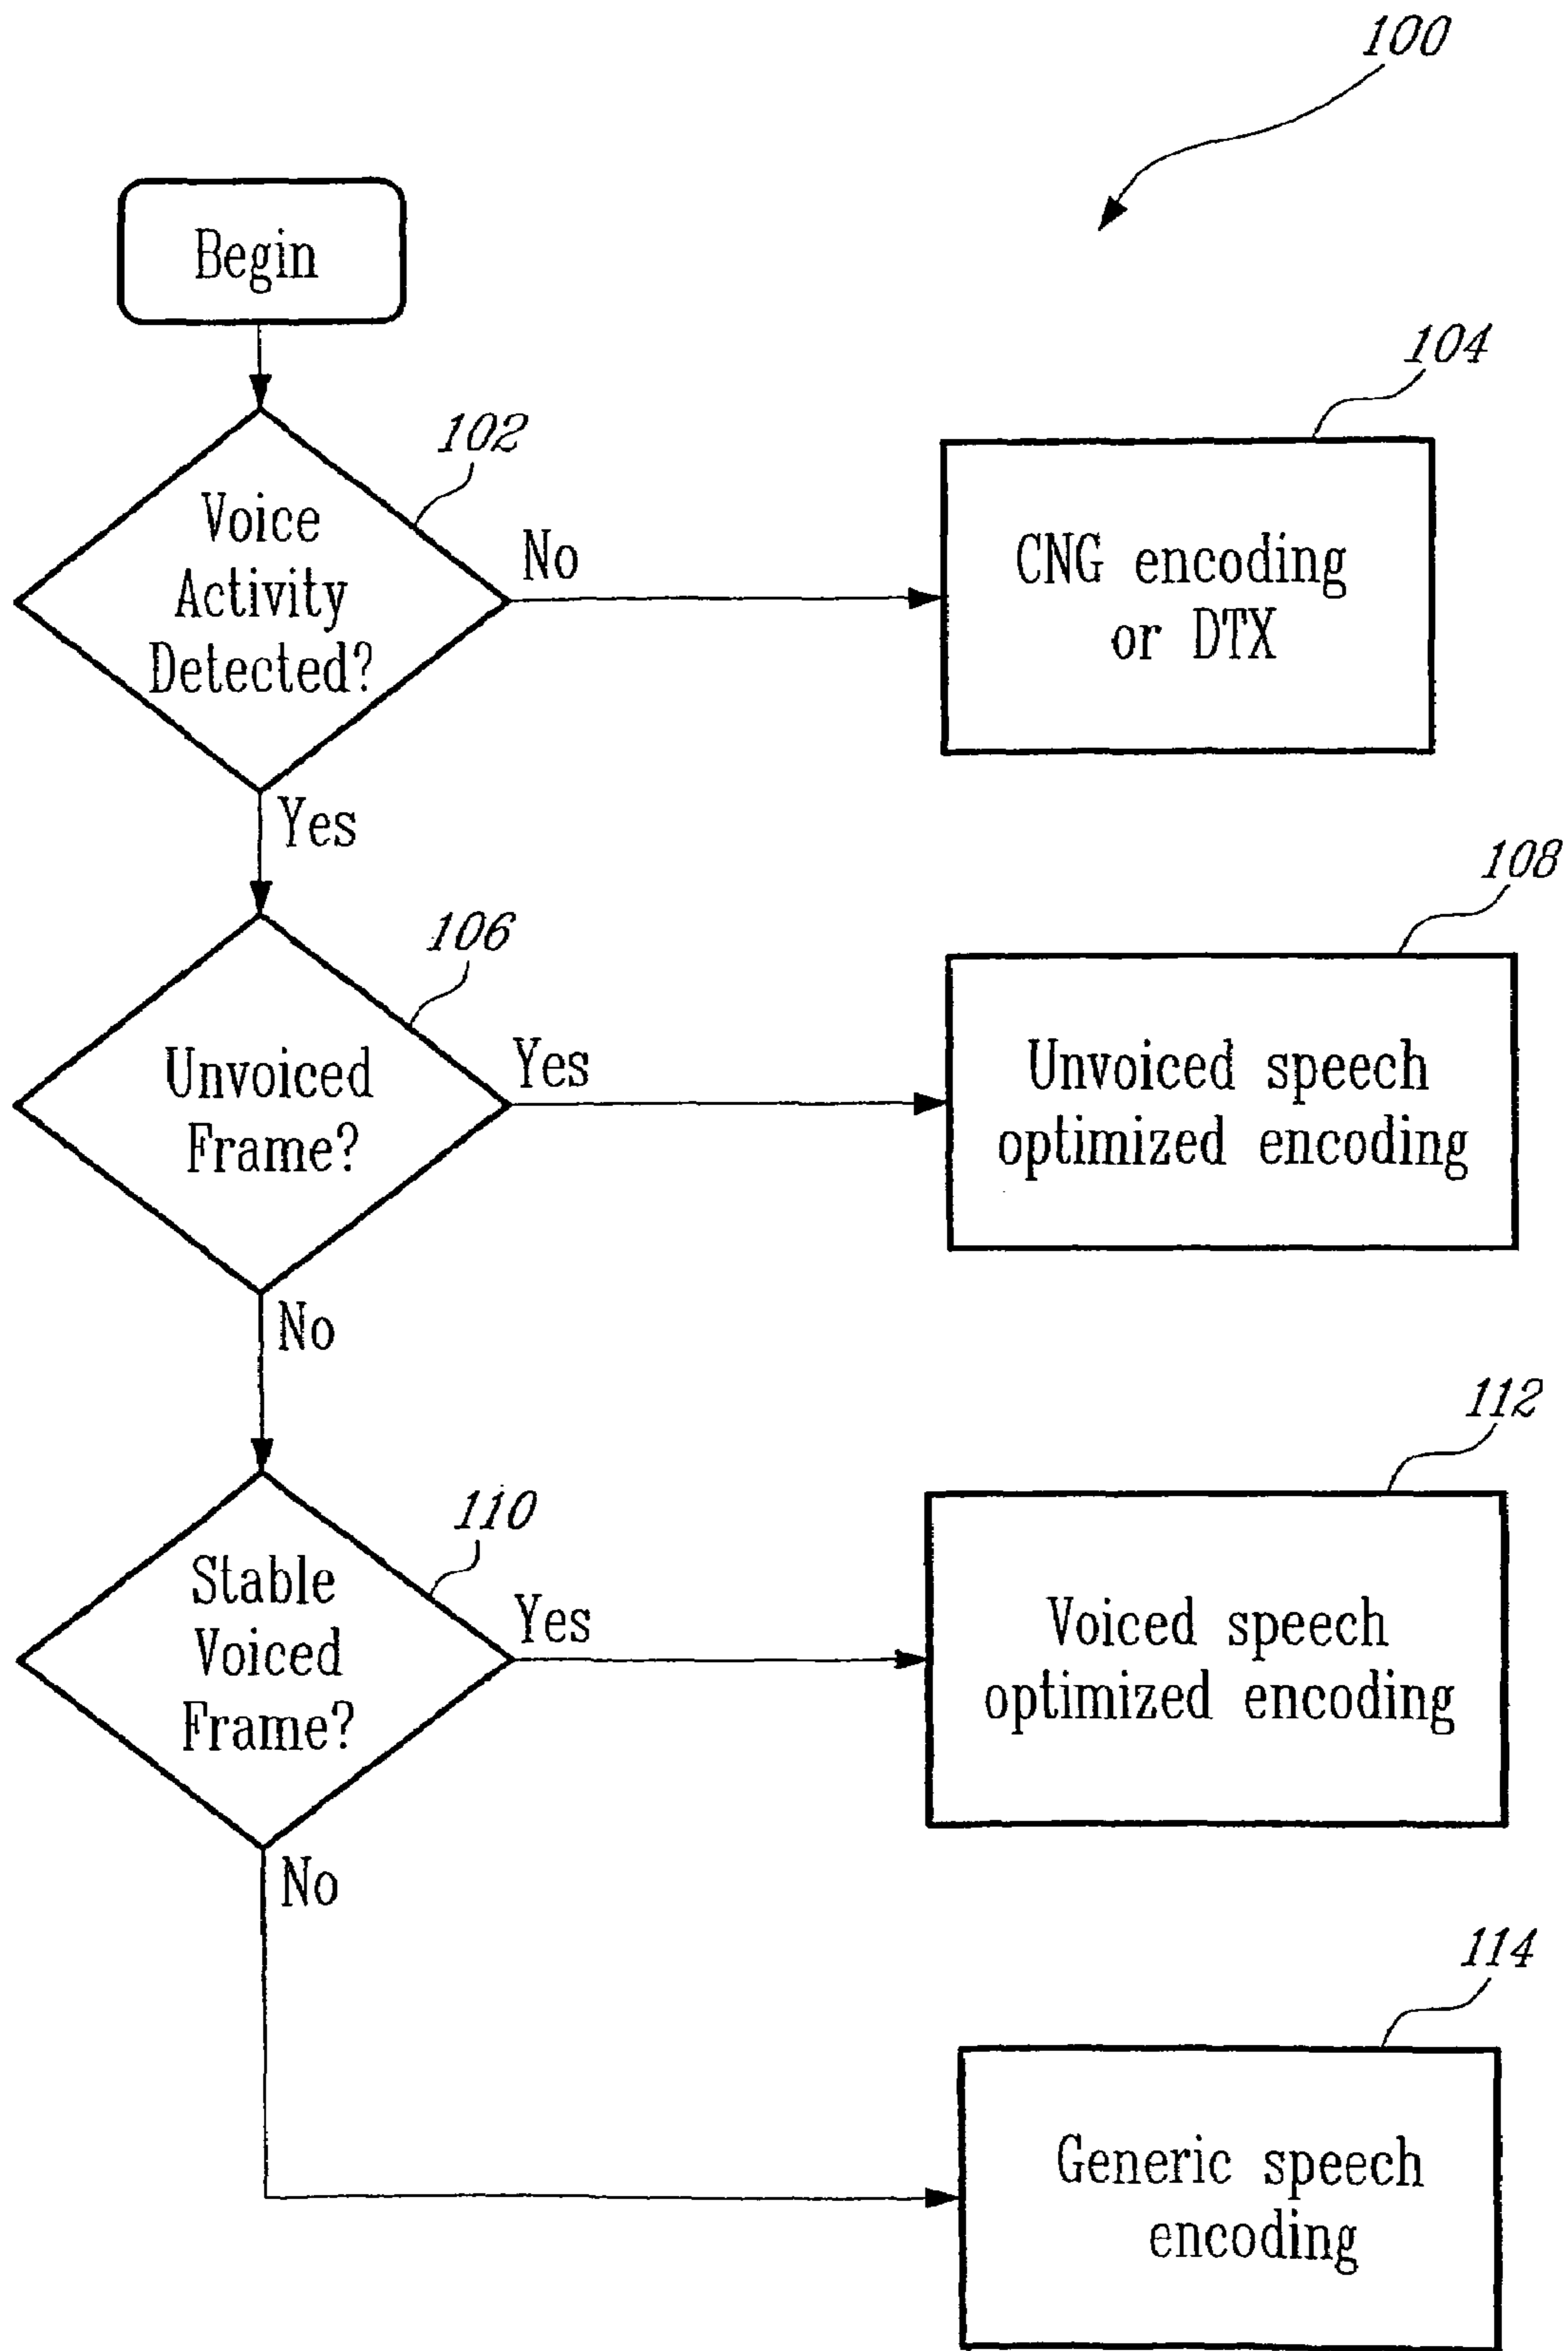 100
Begin
104
102
Voice
Activity
Detected?
No
CNG encoding
or DTX
Yes
108
106
Unvoiced
Frame?
Yes
Unvoiced speech
optimized encoding
No
112
110
Stable
Voiced
Frame?
Yes
Voiced speech
optimized encoding
No
114
Generic speech
encoding